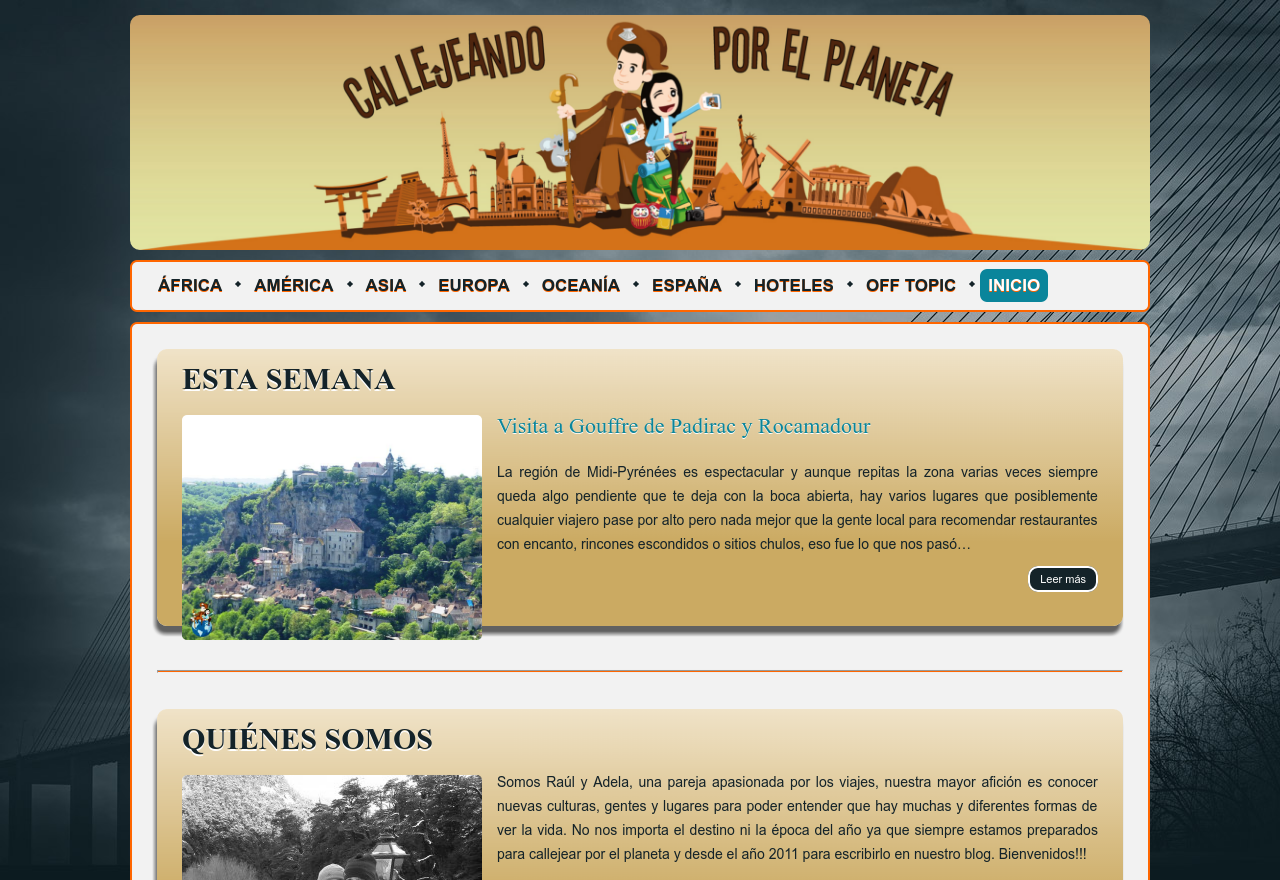 CALLEJEANDO POR EL PLANETA
ÁFRICA AMÉRICA ASIA EUROPA OCEANÍA ESPAÑA HOTELES OFF TOPIC INICIO
ESTA SEMANA
Visita a Gouffre de Padirac y Rocamadour
La región de Midi-Pyrénées es espectacular y aunque repitas la zona varias veces siempre
queda algo pendiente que te deja con la boca abierta, hay varios lugares que posiblemente
cualquier viajero pase por alto pero nada mejor que la gente local para recomendar restaurantes
con encanto, rincones escondidos o sitios chulos, eso fue lo que nos pasó…
Leer más
QUIÉNES SOMOS
Somos Raúl y Adela, una pareja apasionada por los viajes, nuestra mayor afición es conocer
nuevas culturas, gentes y lugares para poder entender que hay muchas y diferentes formas de
ver la vida. No nos importa el destino ni la época del año ya que siempre estamos preparados
para callejear por el planeta y desde el año 2011 para escribirlo en nuestro blog. Bienvenidos!!!